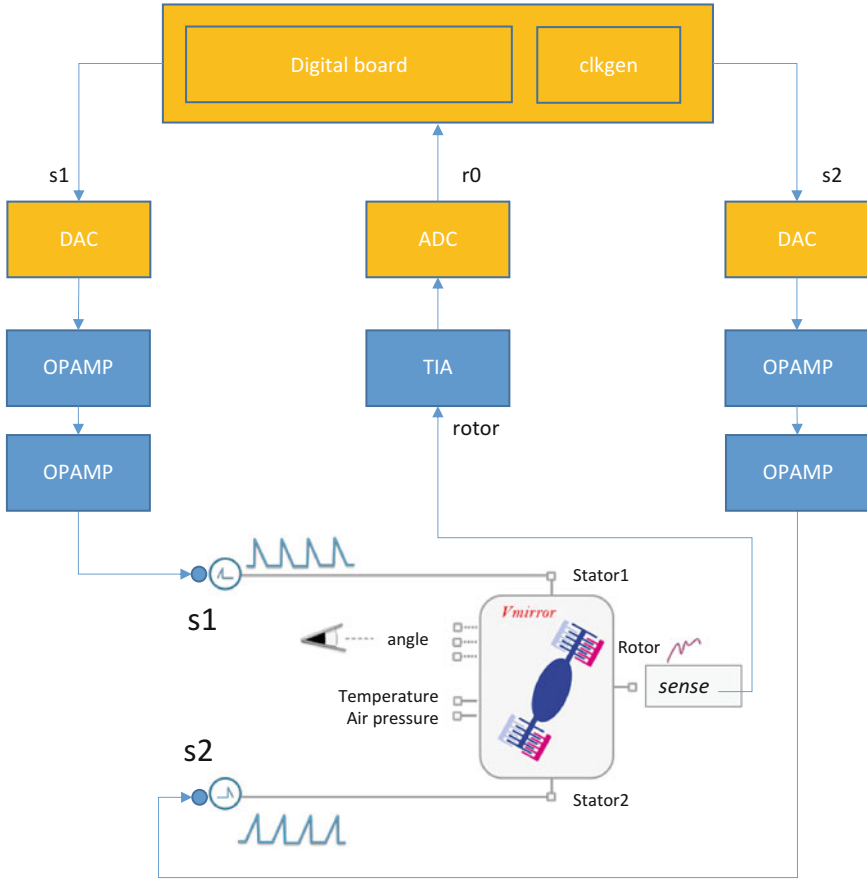 Digital board
clkgen
s1
r0
s2
DAC
ADC
DAC
OPAMP
TIA
OPAMP
rotor
OPAMP
OPAMP
s1
Stator1
Vmirror
angle
Rotor
sense
Temperature
Air pressure
s2
Stator2